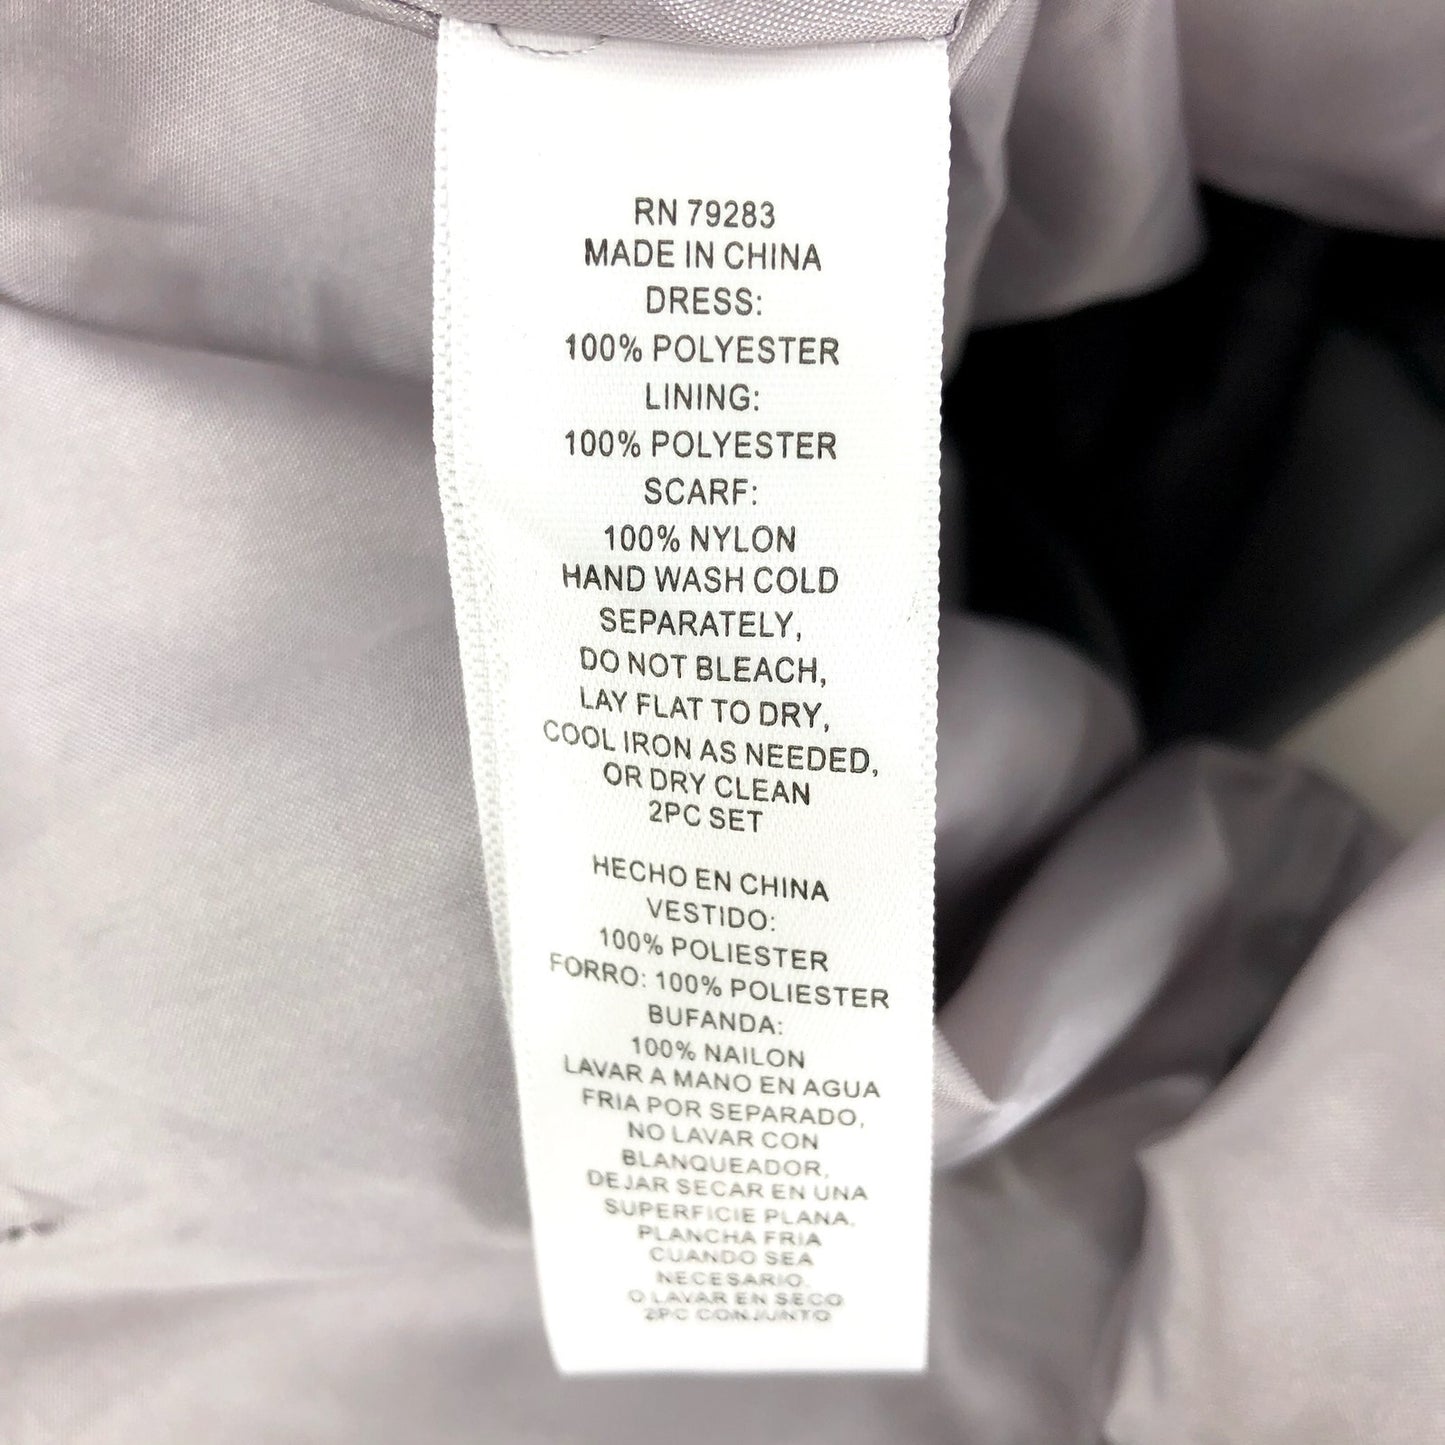 RN 79283
MADE IN CHINA
DRESS:
100% POLYESTER
LINING:
100% POLYESTER
SCARF:
100% NYLON
HAND WASH COLD
SEPARATELY,
DO NOT BLEACH,
LAY FLAT TO DRY,
COOL IRON AS NEEDED,
OR DRY CLEAN
2PC SET
HECHO EN CHINA
VESTIDO:
100% POLIESTER
FORRO: 100% POLIESTER
BUFANDA:
100% NAILON
LAVAR A MANO EN AGUA
FRIA POR SEPARADO,
NO LAVAR CON
BLANQUEADOR,
DEJAR SECAR EN UNA
SUPERFICIE PLANA,
PLANCHA FRIA
CUANDO SEA
NECESARIO.
O LAVAR EN SECO
2PC CONJUNTO